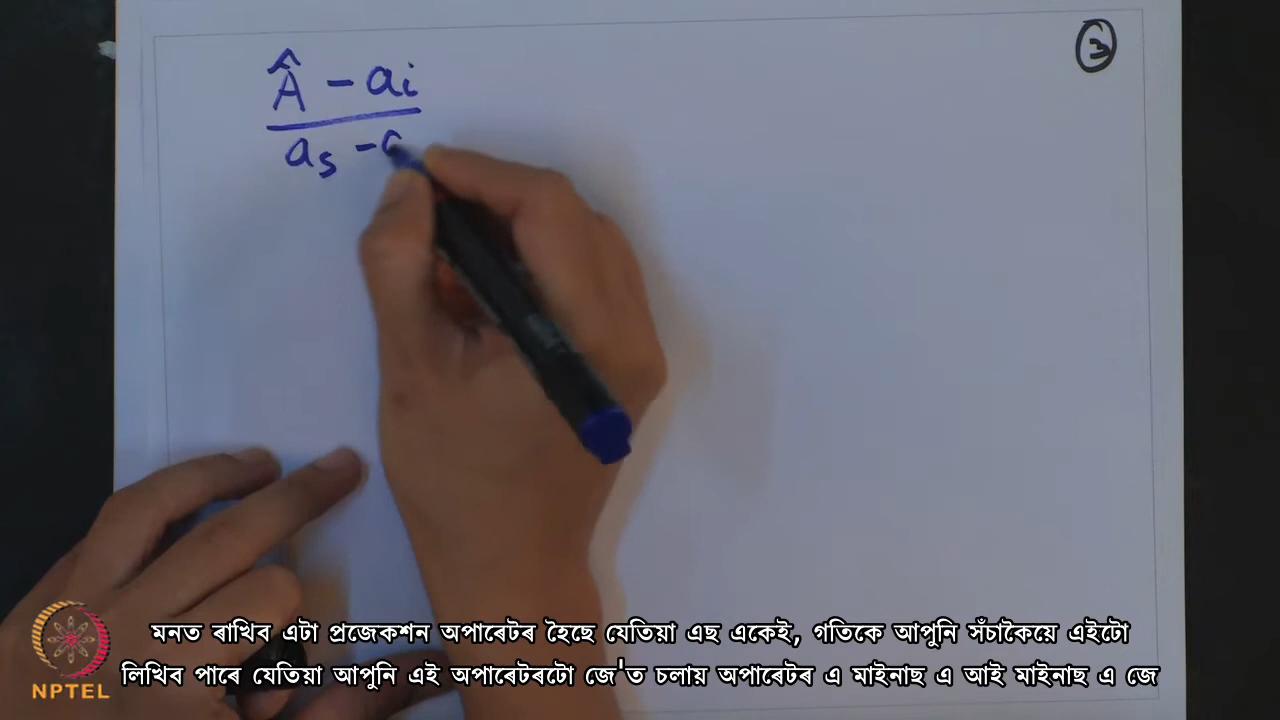 3
Â - ai
as - a
মনত ৰাখিব এটা প্ৰজেকশন অপাৰেটৰ হৈছে যেতিয়া এছ একেই, গতিকে আপুনি সঁচাকৈয়ে এইটো
লিখিব পাৰে যেতিয়া আপুনি এই অপাৰেটৰটো জে'ত চলায় অপাৰেটৰ এ মাইনাছ এ আই মাইনাছ এ জে
NPTEL